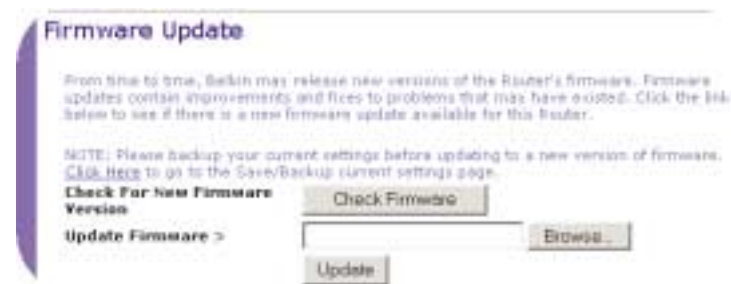 Firmware Update
From time to time, Belkin may release new versions of the Router's firmware. Firmware
updates contain improvements and fixes to problems that may have existed. Click the link
below to see if there is a new firmware update available for this Router.
NOTE: Please backup your current settings before updating to a new version of firmware.
Click Here to go to the Save/Backup current settings page.
Check For New Firmware
Version
Check Firmware
Update Firmware >
Browse...
Update